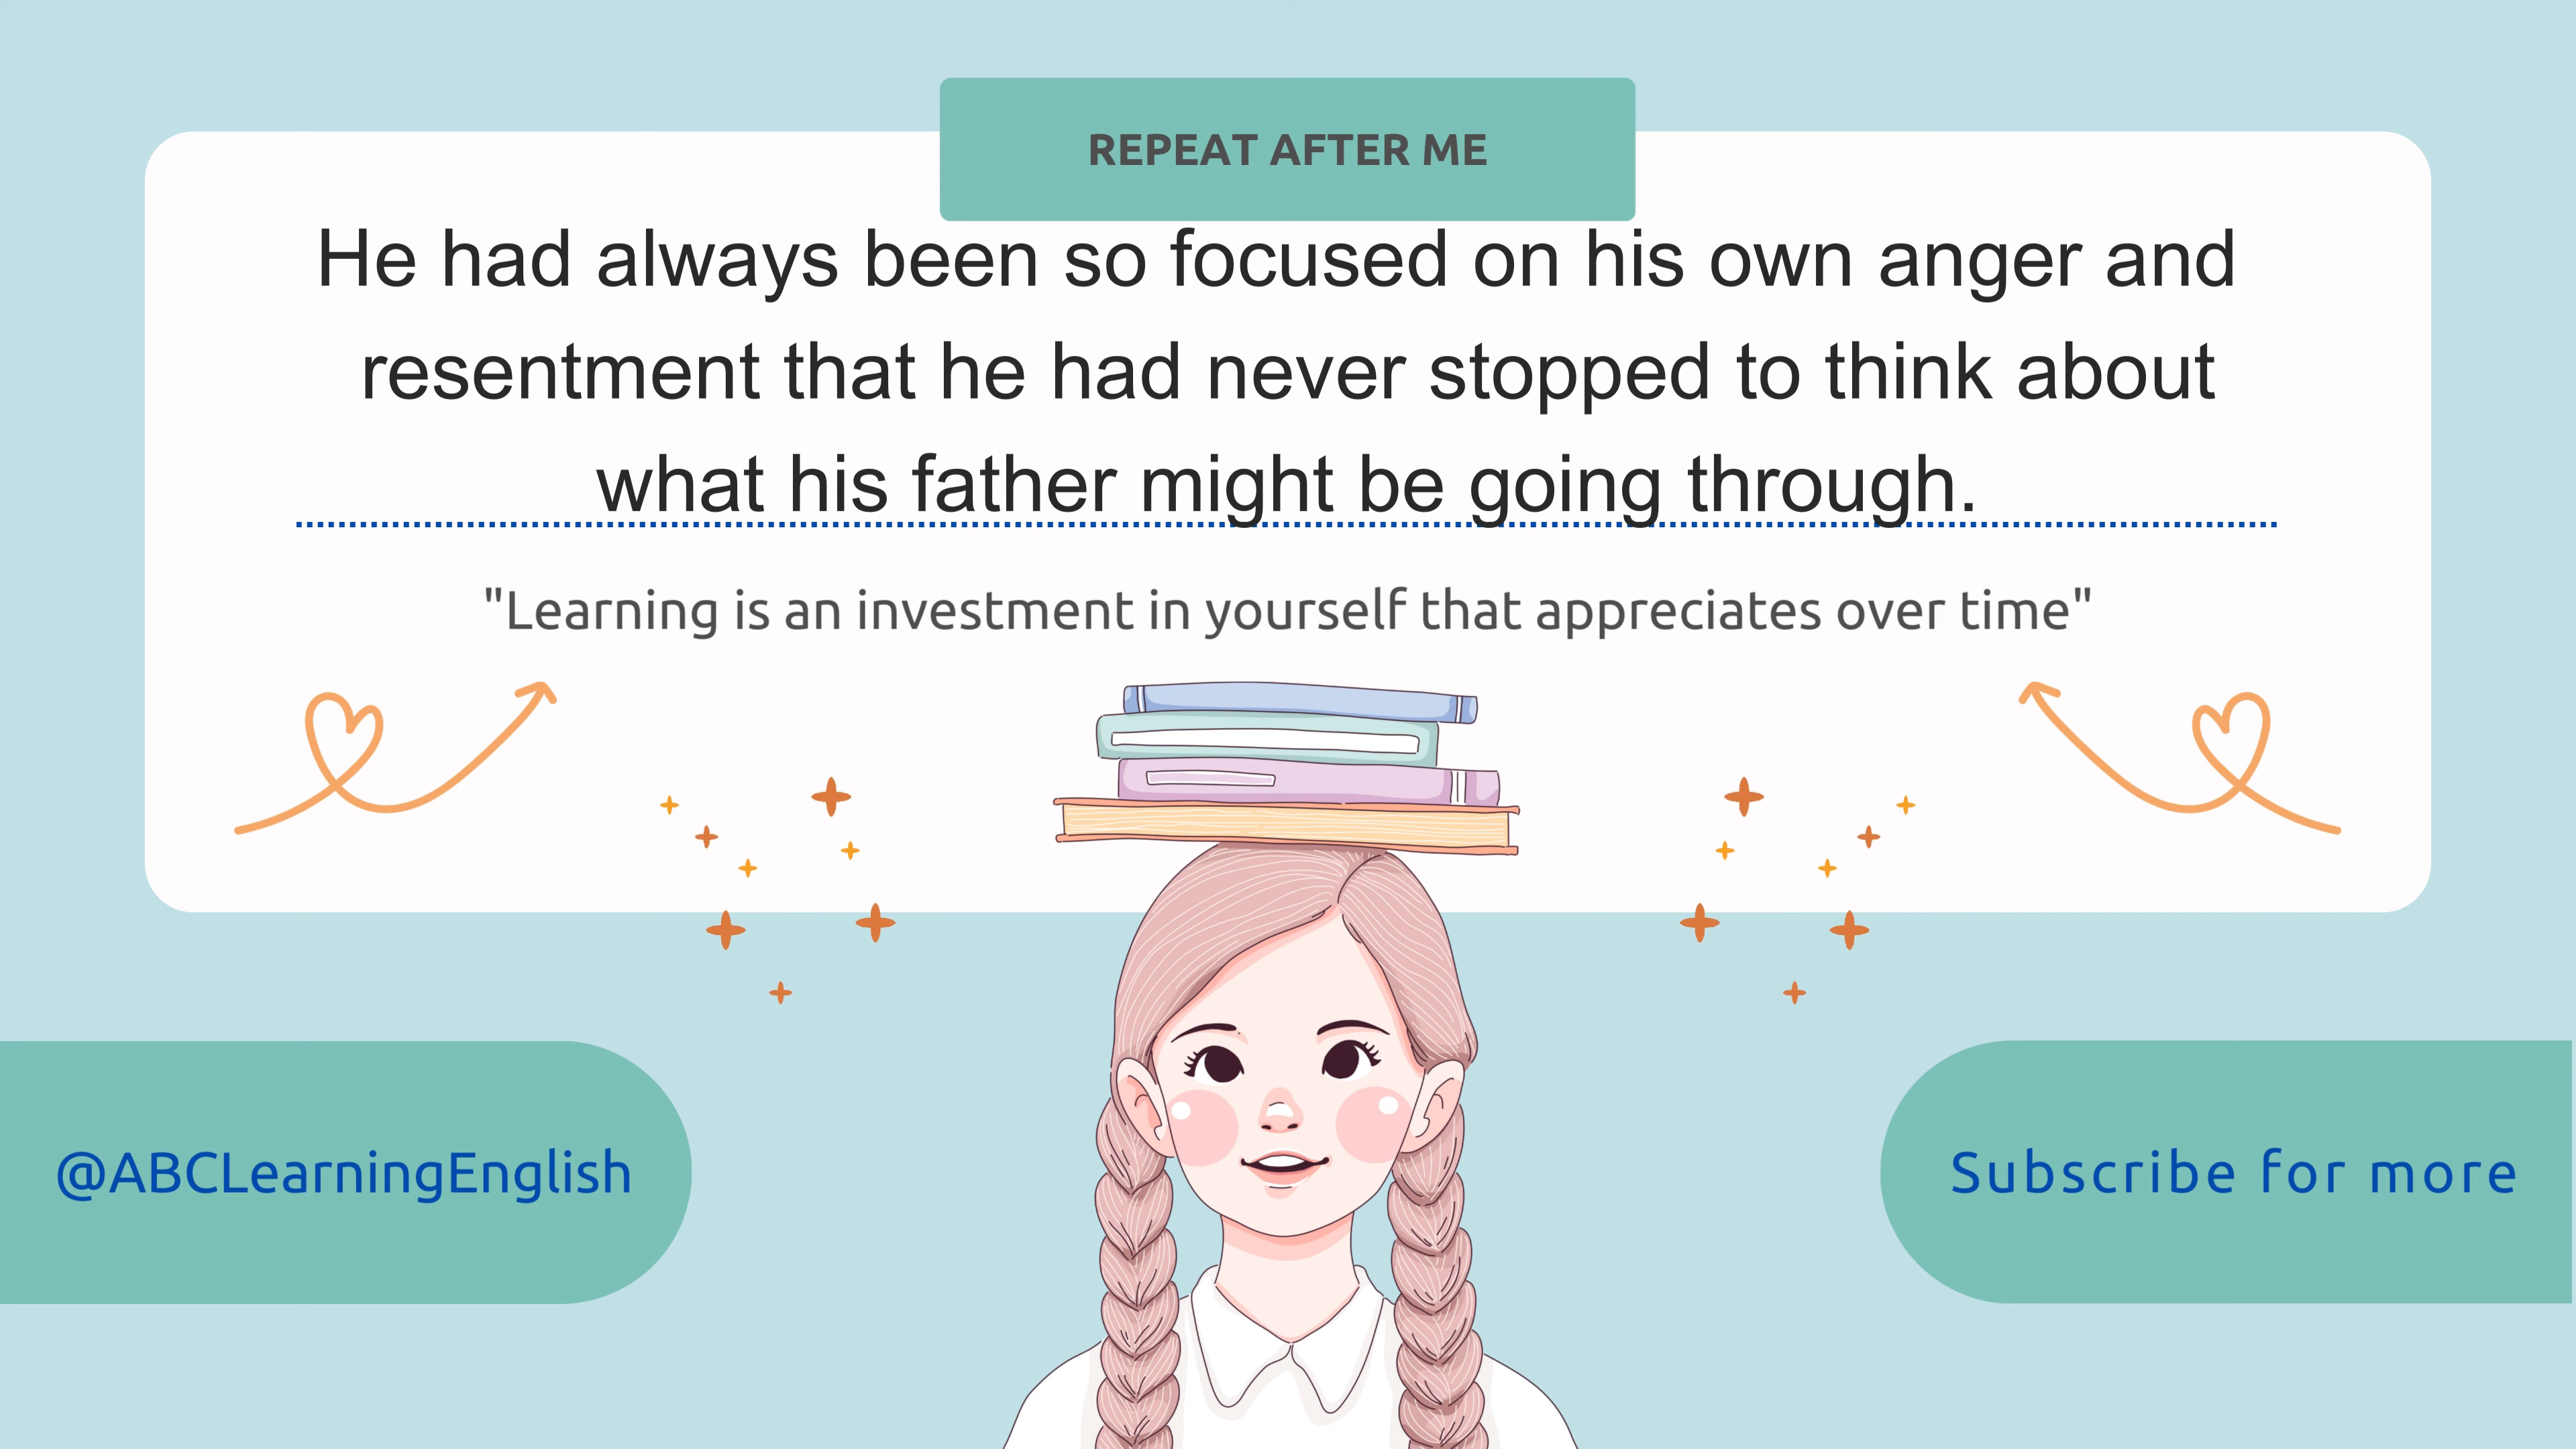 REPEAT AFTER ME
He had always been so focused on his own anger and
resentment that he had never stopped to think about
what his father might be going through.
"Learning is an investment in yourself that appreciates over time"
@ABCLearningEnglish
Subscribe for more